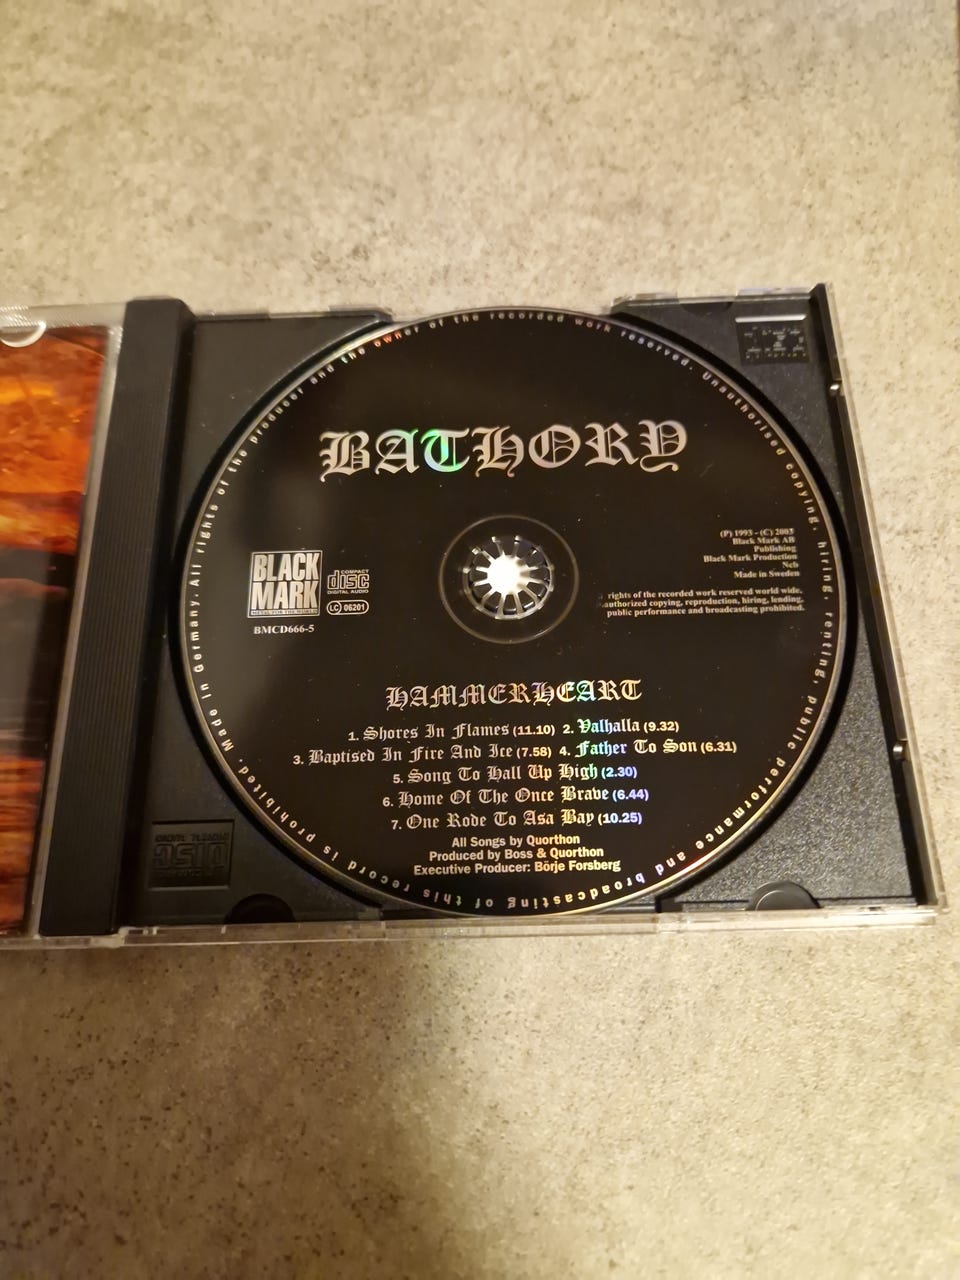 Made in Germany. All rights of the producer and the owner of the recorded work reserved. Unauthorised copying, hiring, renting, public performance and broadcasting of this record is prohibited.
BATHORY
BLACK
MARK
BMCD666-5
COMPACT
disc
DIGITAL AUDIO
LC 06201
(P) 1993 - (C) 2003
Black Mark AB
Publishing
Black Mark Production
Ncb
Made in Sweden
rights of the recorded work reserved world wide.
authorized copying, reproduction, hiring, lending,
public performance and broadcasting prohibited.
HAMMERHEART
1. Shores In Flames (11.10) 2. Valhalla (9.32)
3. Baptised In Fire And Ice (7.58) 4. Father To Son (6.31)
5. Song To Hall Up High (2.30)
6. Home Of The Once Brave (6.44)
7. One Rode To Asa Bay (10.25)
All Songs by Quorthon
Produced by Boss & Quorthon
Executive Producer: Börje Forsberg
COMPACT
DISC
DIGITAL AUDIO